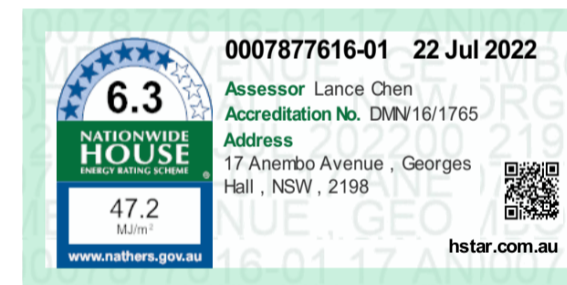 0007877616-01 22 Jul 2022
6.3
NATIONWIDE
HOUSE
ENERGY RATING SCHEME ®
47.2
MJ/m²
www.nathers.gov.au
Assessor Lance Chen
Accreditation No. DMN/16/1765
Address
17 Anembo Avenue , Georges
Hall , NSW , 2198
hstar.com.au